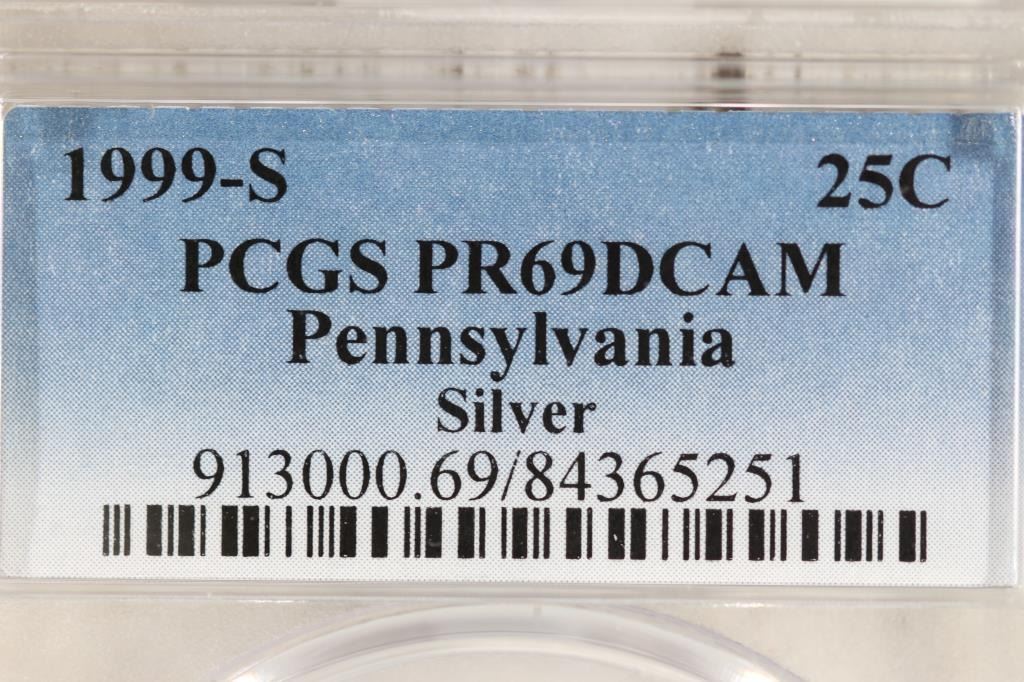 1999-S 25C
PCGS PR69DCAM
Pennsylvania
Silver
913000.69/84365251